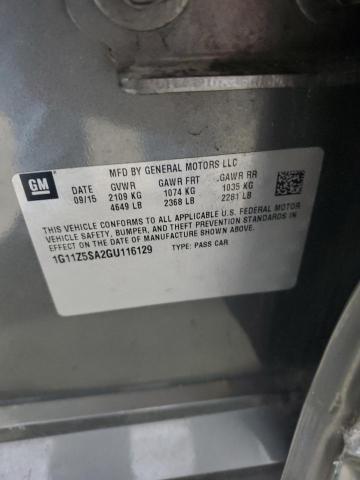 MFD BY GENERAL MOTORS LLC
GM
DATE GVWR GAWR FRT GAWR RR
09/15 2109 KG 1074 KG 1035 KG
4649 LB 2368 LB 2281 LB
THIS VEHICLE CONFORMS TO ALL APPLICABLE U.S. FEDERAL MOTOR
VEHICLE SAFETY, BUMPER, AND THEFT PREVENTION STANDARDS IN
EFFECT ON THE DATE OF MANUFACTURE SHOWN ABOVE.
1G11Z5SA2GU116129 TYPE: PASS CAR